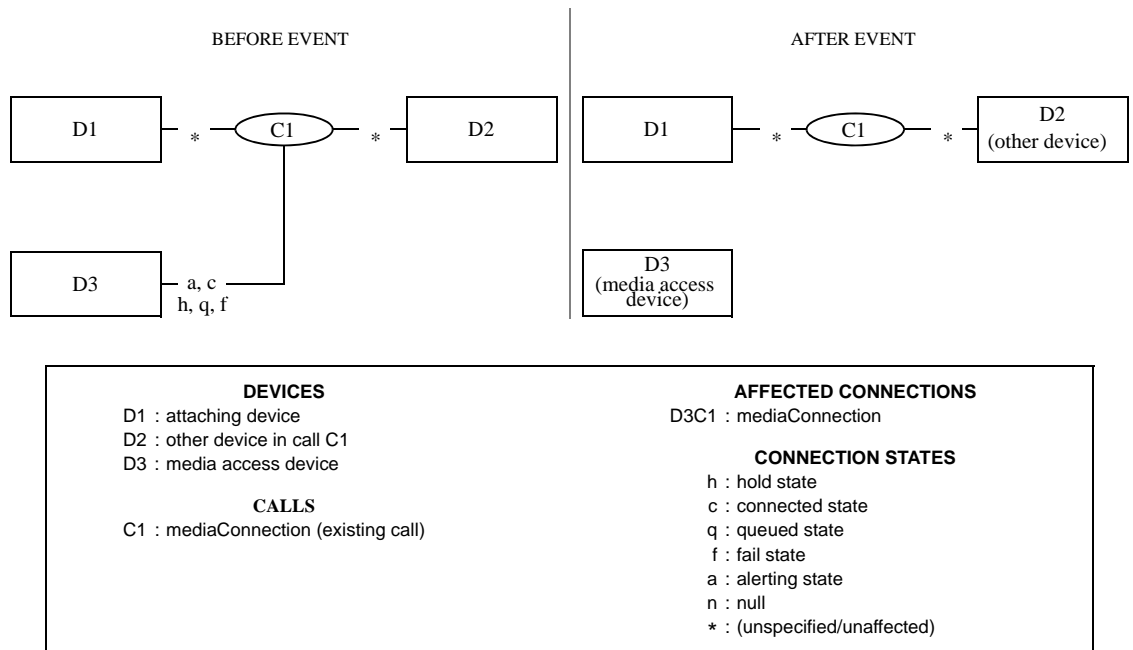 BEFORE EVENT
AFTER EVENT
D1
*
C1
*
D2
D3
a, c
h, q, f
D1
*
C1
*
D2
(other device)
D3
(media access
device)
DEVICES
D1 : attaching device
D2 : other device in call C1
D3 : media access device
CALLS
C1 : mediaConnection (existing call)
AFFECTED CONNECTIONS
D3C1 : mediaConnection
CONNECTION STATES
h : hold state
c : connected state
q : queued state
f : fail state
a : alerting state
n : null
* : (unspecified/unaffected)